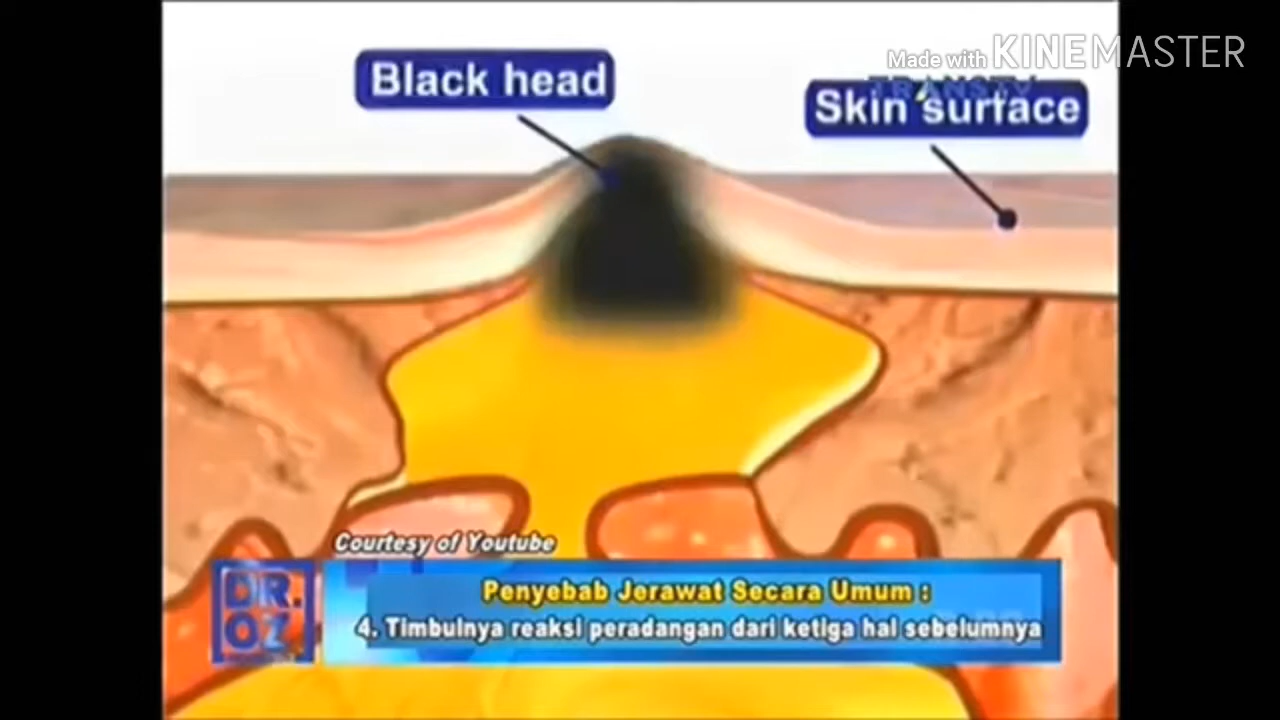 Made with KINEMASTER
TRANSTV
Black head
Skin surface
Courtesy of Youtube
DR.
OZ
Penyebab Jerawat Secara Umum :
4. Timbulnya reaksi peradangan dari ketiga hal sebelumnya